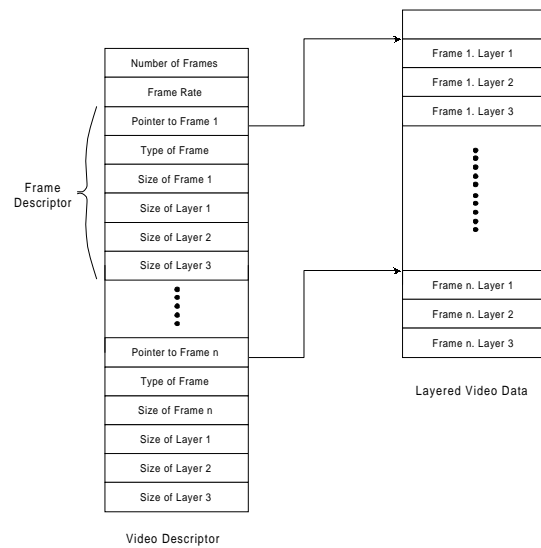 Number of Frames
Frame Rate
Pointer to Frame 1
Type of Frame
Size of Frame 1
Size of Layer 1
Size of Layer 2
Size of Layer 3
Frame
Descriptor
Pointer to Frame n
Type of Frame
Size of Frame n
Size of Layer 1
Size of Layer 2
Size of Layer 3
Video Descriptor
Frame 1. Layer 1
Frame 1. Layer 2
Frame 1. Layer 3
Frame n. Layer 1
Frame n. Layer 2
Frame n. Layer 3
Layered Video Data